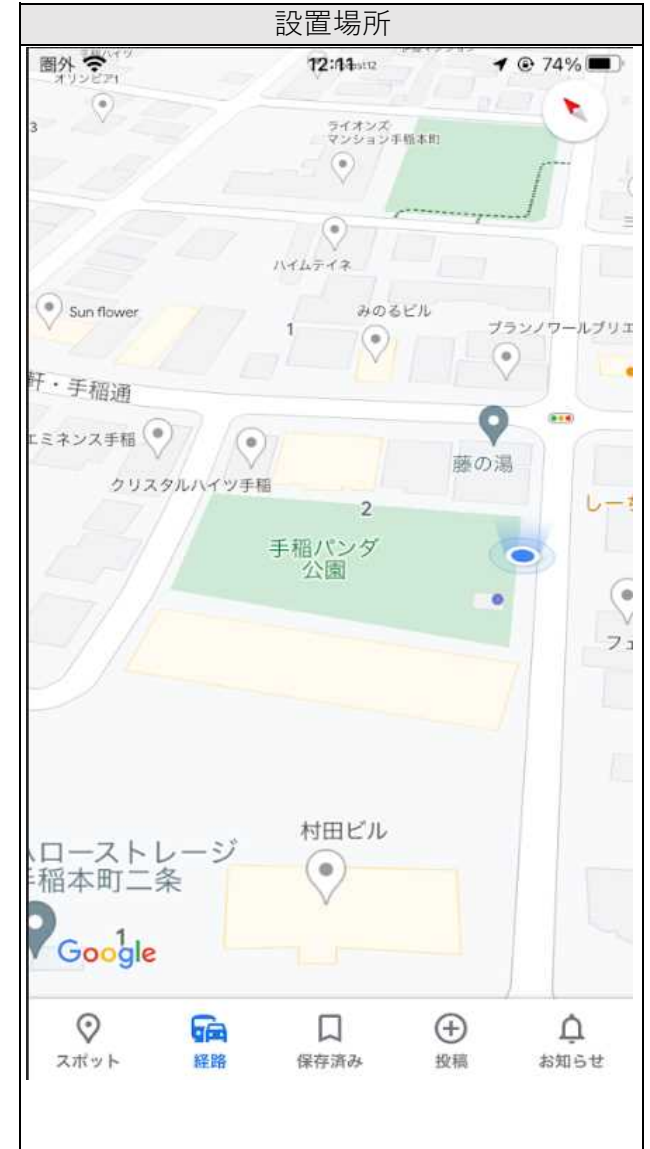 設置場所
圏外
12:11
74%
オリンピア1
3
ライオンズ
マンション手稲本町
ハイムテイネ
Sun flower
1
みのるビル
ブランノワールブリエ
軒・手稲通
エミネンス手稲
クリスタルハイツ手稲
藤の湯
2
手稲パンダ
公園
フェ
村田ビル
ハローストレージ
手稲本町二条
1
Google
スポット
経路
保存済み
投稿
お知らせ